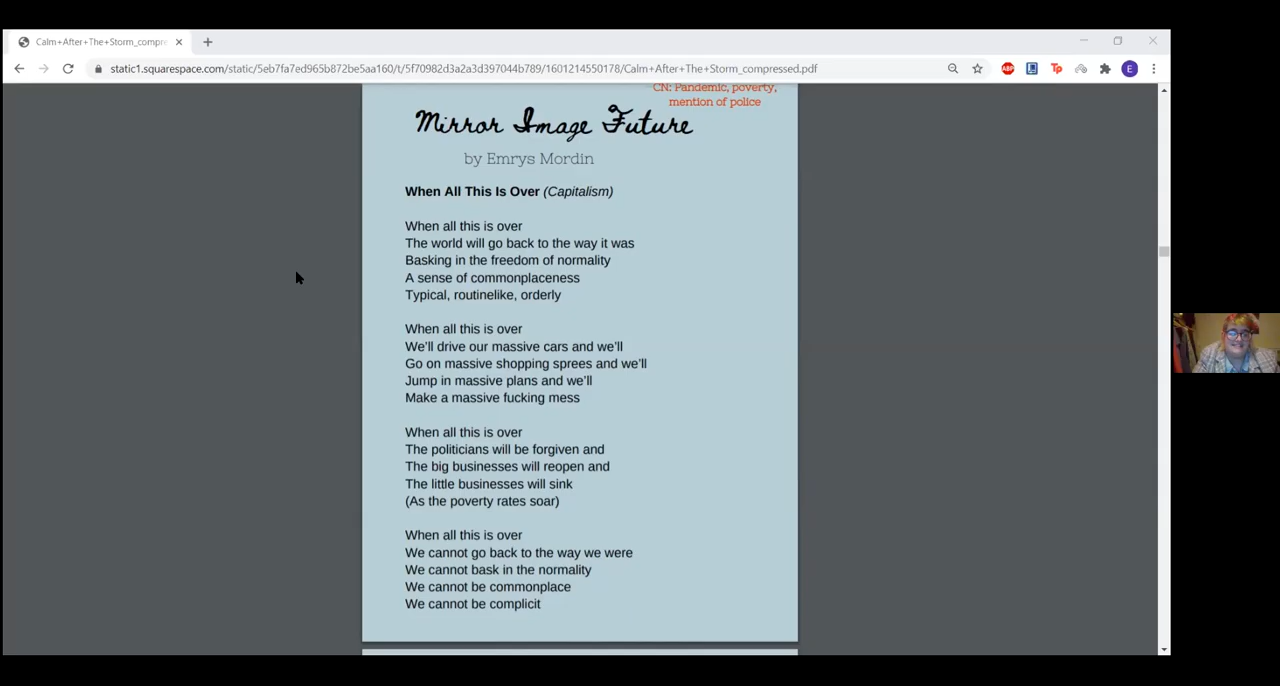 Calm+After+The+Storm_compre
static1.squarespace.com/static/5eb7fa7ed965b872be5aa160/t/5f70982d3a2a3d397044b789/1601214550178/Calm+After+The+Storm_compressed.pdf
ABP
Tp
E
CN: Pandemic, poverty,
mention of police
Mirror Image Future
by Emrys Mordin
When All This Is Over (Capitalism)
When all this is over
The world will go back to the way it was
Basking in the freedom of normality
A sense of commonplaceness
Typical, routinelike, orderly
When all this is over
We'll drive our massive cars and we'll
Go on massive shopping sprees and we'll
Jump in massive plans and we'll
Make a massive fucking mess
When all this is over
The politicians will be forgiven and
The big businesses will reopen and
The little businesses will sink
(As the poverty rates soar)
When all this is over
We cannot go back to the way we were
We cannot bask in the normality
We cannot be commonplace
We cannot be complicit